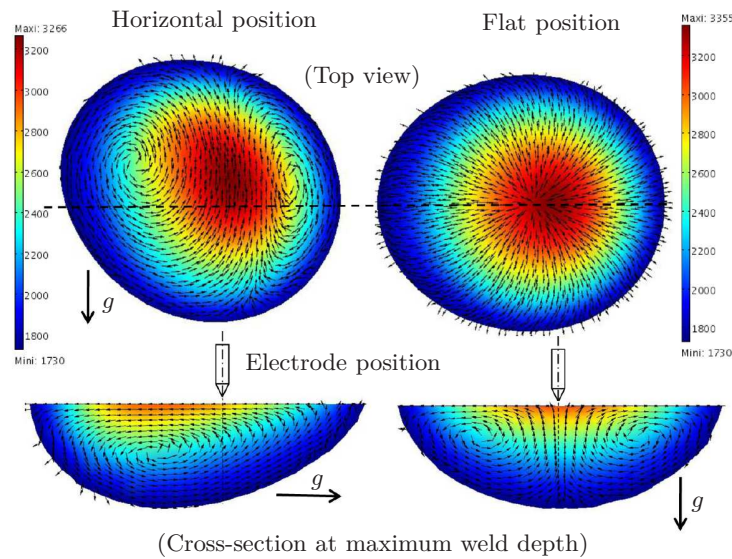 Maxi: 3266
Horizontal position
Flat position
Maxi: 3355
(Top view)
3200
3000
2800
2600
2400
2200
2000
1800
Mini: 1730
g
3200
3000
2800
2600
2400
2200
2000
1800
Mini: 1730
Electrode position
g
g
(Cross-section at maximum weld depth)